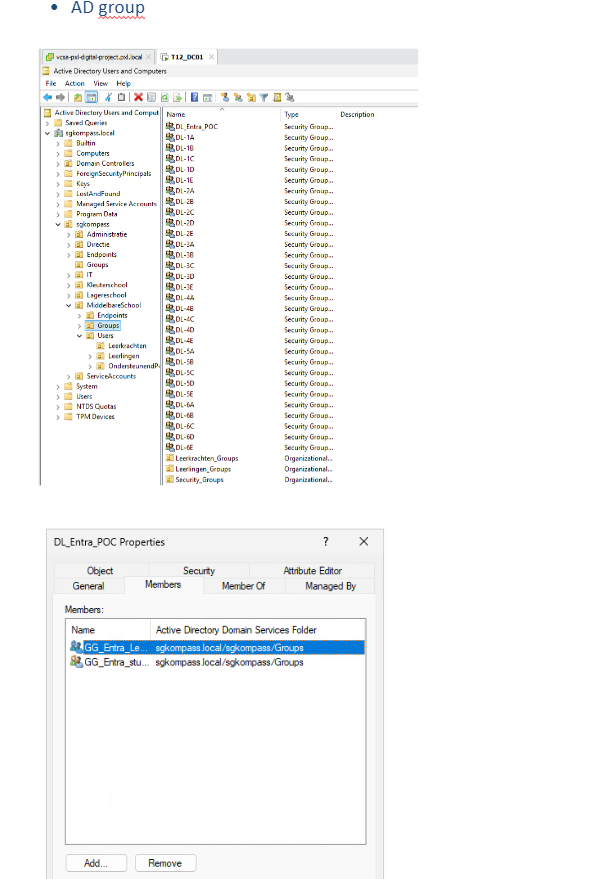 • AD group
vcsa-pxl-digital-project.pxl.local × T12_DC01 ×
Active Directory Users and Computers
File Action View Help
Active Directory Users and Comput
Saved Queries
sgkompass.local
Builtin
Computers
Domain Controllers
ForeignSecurityPrincipals
Keys
LostAndFound
Managed Service Accounts
Program Data
sgkompass
Administratie
Directie
Endpoints
Groups
IT
Kleuterschool
Lagereschool
MiddelbareSchool
Endpoints
Groups
Users
Leerkrachten
Leerlingen
OndersteunendP
ServiceAccounts
System
Users
NTDS Quotas
TPM Devices
Name Type Description
DL_Entra_POC Security Group...
DL-1A Security Group...
DL-1B Security Group...
DL-1C Security Group...
DL-1D Security Group...
DL-1E Security Group...
DL-2A Security Group...
DL-2B Security Group...
DL-2C Security Group...
DL-2D Security Group...
DL-2E Security Group...
DL-3A Security Group...
DL-3B Security Group...
DL-3C Security Group...
DL-3D Security Group...
DL-3E Security Group...
DL-4A Security Group...
DL-4B Security Group...
DL-4C Security Group...
DL-4D Security Group...
DL-4E Security Group...
DL-5A Security Group...
DL-5B Security Group...
DL-5C Security Group...
DL-5D Security Group...
DL-5E Security Group...
DL-6A Security Group...
DL-6B Security Group...
DL-6C Security Group...
DL-6D Security Group...
DL-6E Security Group...
Leerkrachten_Groups Organizational...
Leerlingen_Groups Organizational...
Security_Groups Organizational...
DL_Entra_POC Properties ? ×
Object Security Attribute Editor
General Members Member Of Managed By
Members:
Name Active Directory Domain Services Folder
GG_Entra_Le... sgkompass.local/sgkompass/Groups
GG_Entra_stu... sgkompass.local/sgkompass/Groups
Add... Remove